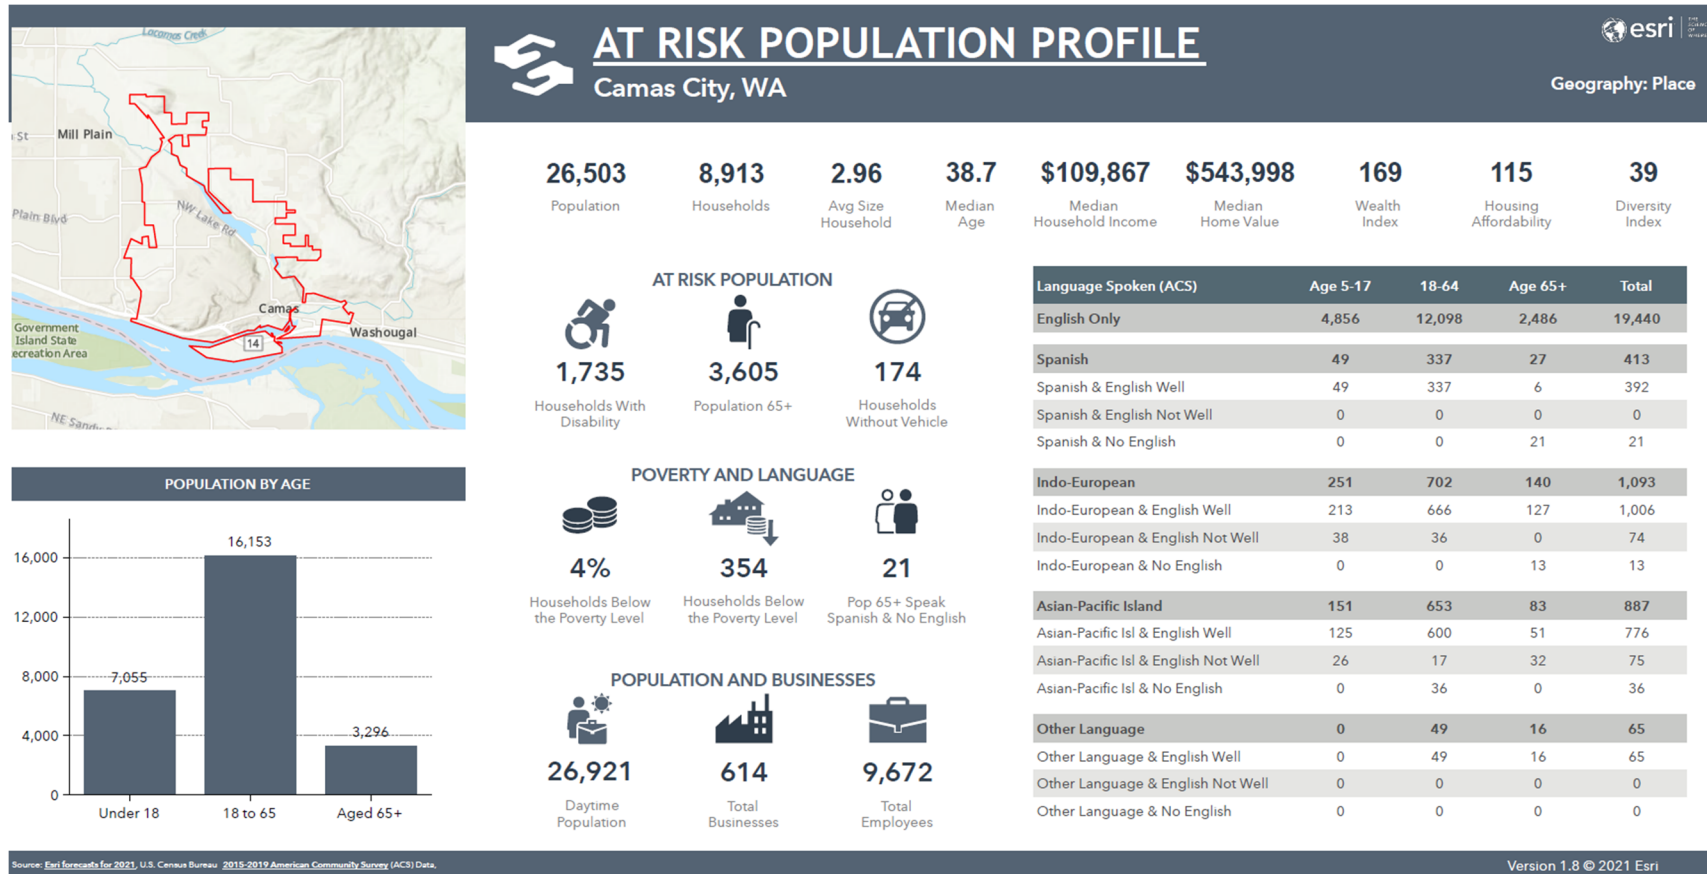 AT RISK POPULATION PROFILE
Camas City, WA
esri
THE
SCIENCE
OF
WHERE
Geography: Place
Lacamas Creek
St
Mill Plain
Plain Blvd
NW Lake Rd
Camas
Washougal
Government
Island State
ecreation Area
14
NE Sandy
26,503
Population
8,913
Households
2.96
Avg Size
Household
38.7
Median
Age
$109,867
Median
Household Income
$543,998
Median
Home Value
169
Wealth
Index
115
Housing
Affordability
39
Diversity
Index
AT RISK POPULATION
1,735
Households With
Disability
3,605
Population 65+
174
Households
Without Vehicle
POVERTY AND LANGUAGE
4%
Households Below
the Poverty Level
354
Households Below
the Poverty Level
21
Pop 65+ Speak
Spanish & No English
POPULATION AND BUSINESSES
26,921
Daytime
Population
614
Total
Businesses
9,672
Total
Employees
POPULATION BY AGE
16,000
12,000
8,000
4,000
0
7,055
16,153
3,296
Under 18
18 to 65
Aged 65+
Language Spoken (ACS) Age 5-17 18-64 Age 65+ Total
English Only 4,856 12,098 2,486 19,440
Spanish 49 337 27 413
Spanish & English Well 49 337 6 392
Spanish & English Not Well 0 0 0 0
Spanish & No English 0 0 21 21
Indo-European 251 702 140 1,093
Indo-European & English Well 213 666 127 1,006
Indo-European & English Not Well 38 36 0 74
Indo-European & No English 0 0 13 13
Asian-Pacific Island 151 653 83 887
Asian-Pacific Isl & English Well 125 600 51 776
Asian-Pacific Isl & English Not Well 26 17 32 75
Asian-Pacific Isl & No English 0 36 0 36
Other Language 0 49 16 65
Other Language & English Well 0 49 16 65
Other Language & English Not Well 0 0 0 0
Other Language & No English 0 0 0 0
Source: Esri forecasts for 2021, U.S. Census Bureau 2015-2019 American Community Survey (ACS) Data,
Version 1.8 © 2021 Esri